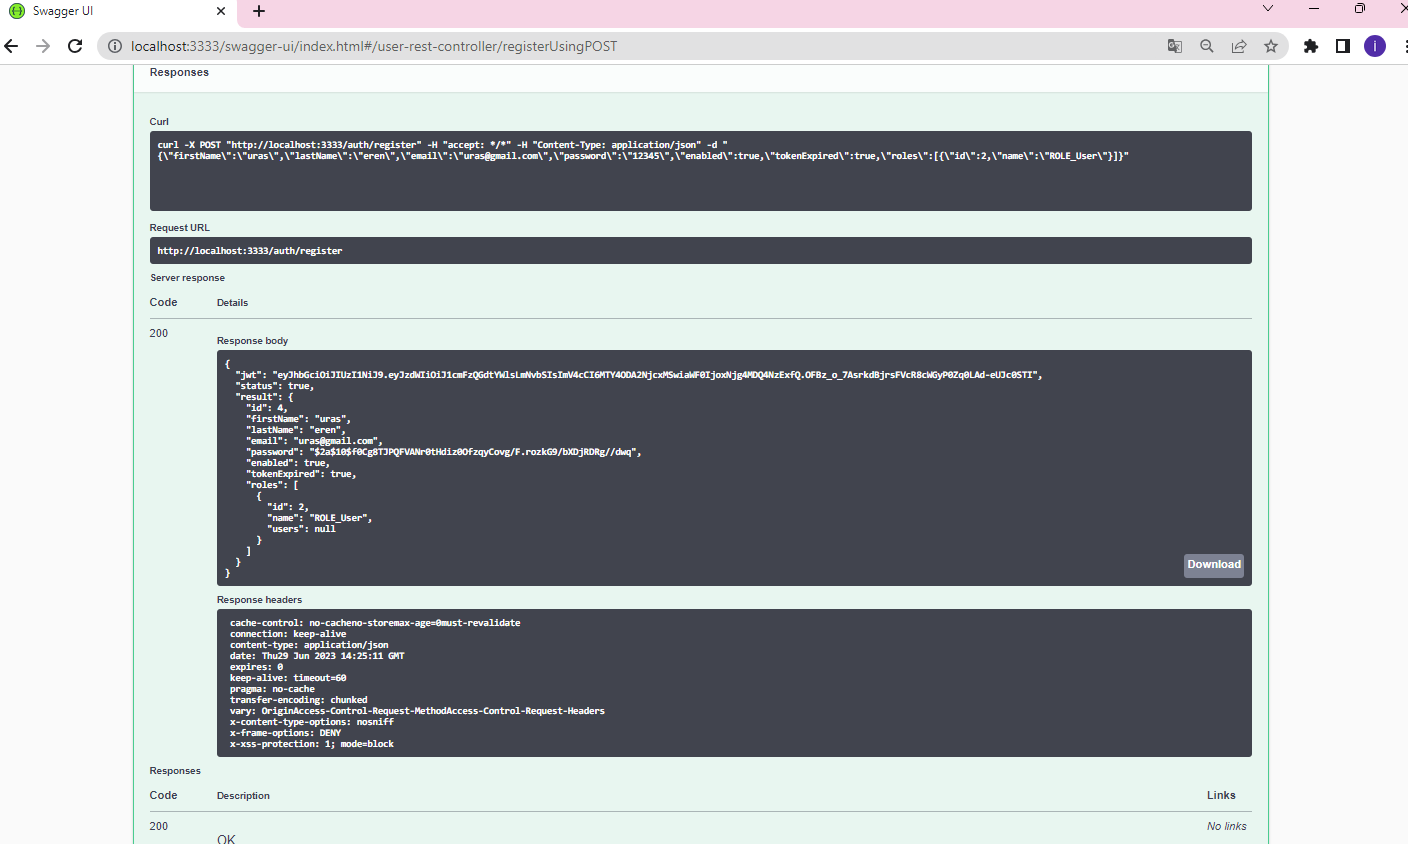 Swagger UI
localhost:3333/swagger-ui/index.html#/user-rest-controller/registerUsingPOST
i
Responses
Curl
curl -X POST "http://localhost:3333/auth/register" -H "accept: */*" -H "Content-Type: application/json" -d "
{\"firstName\":\"uras\",\"lastName\":\"eren\",\"email\":\"uras@gmail.com\",\"password\":\"12345\",\"enabled\":true,\"tokenExpired\":true,\"roles\":[{\"id\":2,\"name\":\"ROLE_User\"}]}"
Request URL
http://localhost:3333/auth/register
Server response
Code Details
200
Response body
{
"jwt": "eyJhbGciOiJIUzI1NiJ9.eyJzdWIiOiJ1cmFzQGdtYWlsLmNvbSIsImV4cCI6MTY4ODA2NjcxMSwiaWF0IjoxNjg4MDQ4NzExfQ.OFBz_o_7AsrkdBjrsFVcR8cWGyP0Zq0LAd-eUJc0STI",
"status": true,
"result": {
"id": 4,
"firstName": "uras",
"lastName": "eren",
"email": "uras@gmail.com",
"password": "$2a$10$f0Cg8TJPQFVANr0tHdiz0OfzqyCovg/F.rozkG9/bXDjRDRg//dwq",
"enabled": true,
"tokenExpired": true,
"roles": [
{
"id": 2,
"name": "ROLE_User",
"users": null
}
]
}
}
Download
Response headers
cache-control: no-cacheno-storemax-age=0must-revalidate
connection: keep-alive
content-type: application/json
date: Thu29 Jun 2023 14:25:11 GMT
expires: 0
keep-alive: timeout=60
pragma: no-cache
transfer-encoding: chunked
vary: OriginAccess-Control-Request-MethodAccess-Control-Request-Headers
x-content-type-options: nosniff
x-frame-options: DENY
x-xss-protection: 1; mode=block
Responses
Code Description Links
200 No links
OK